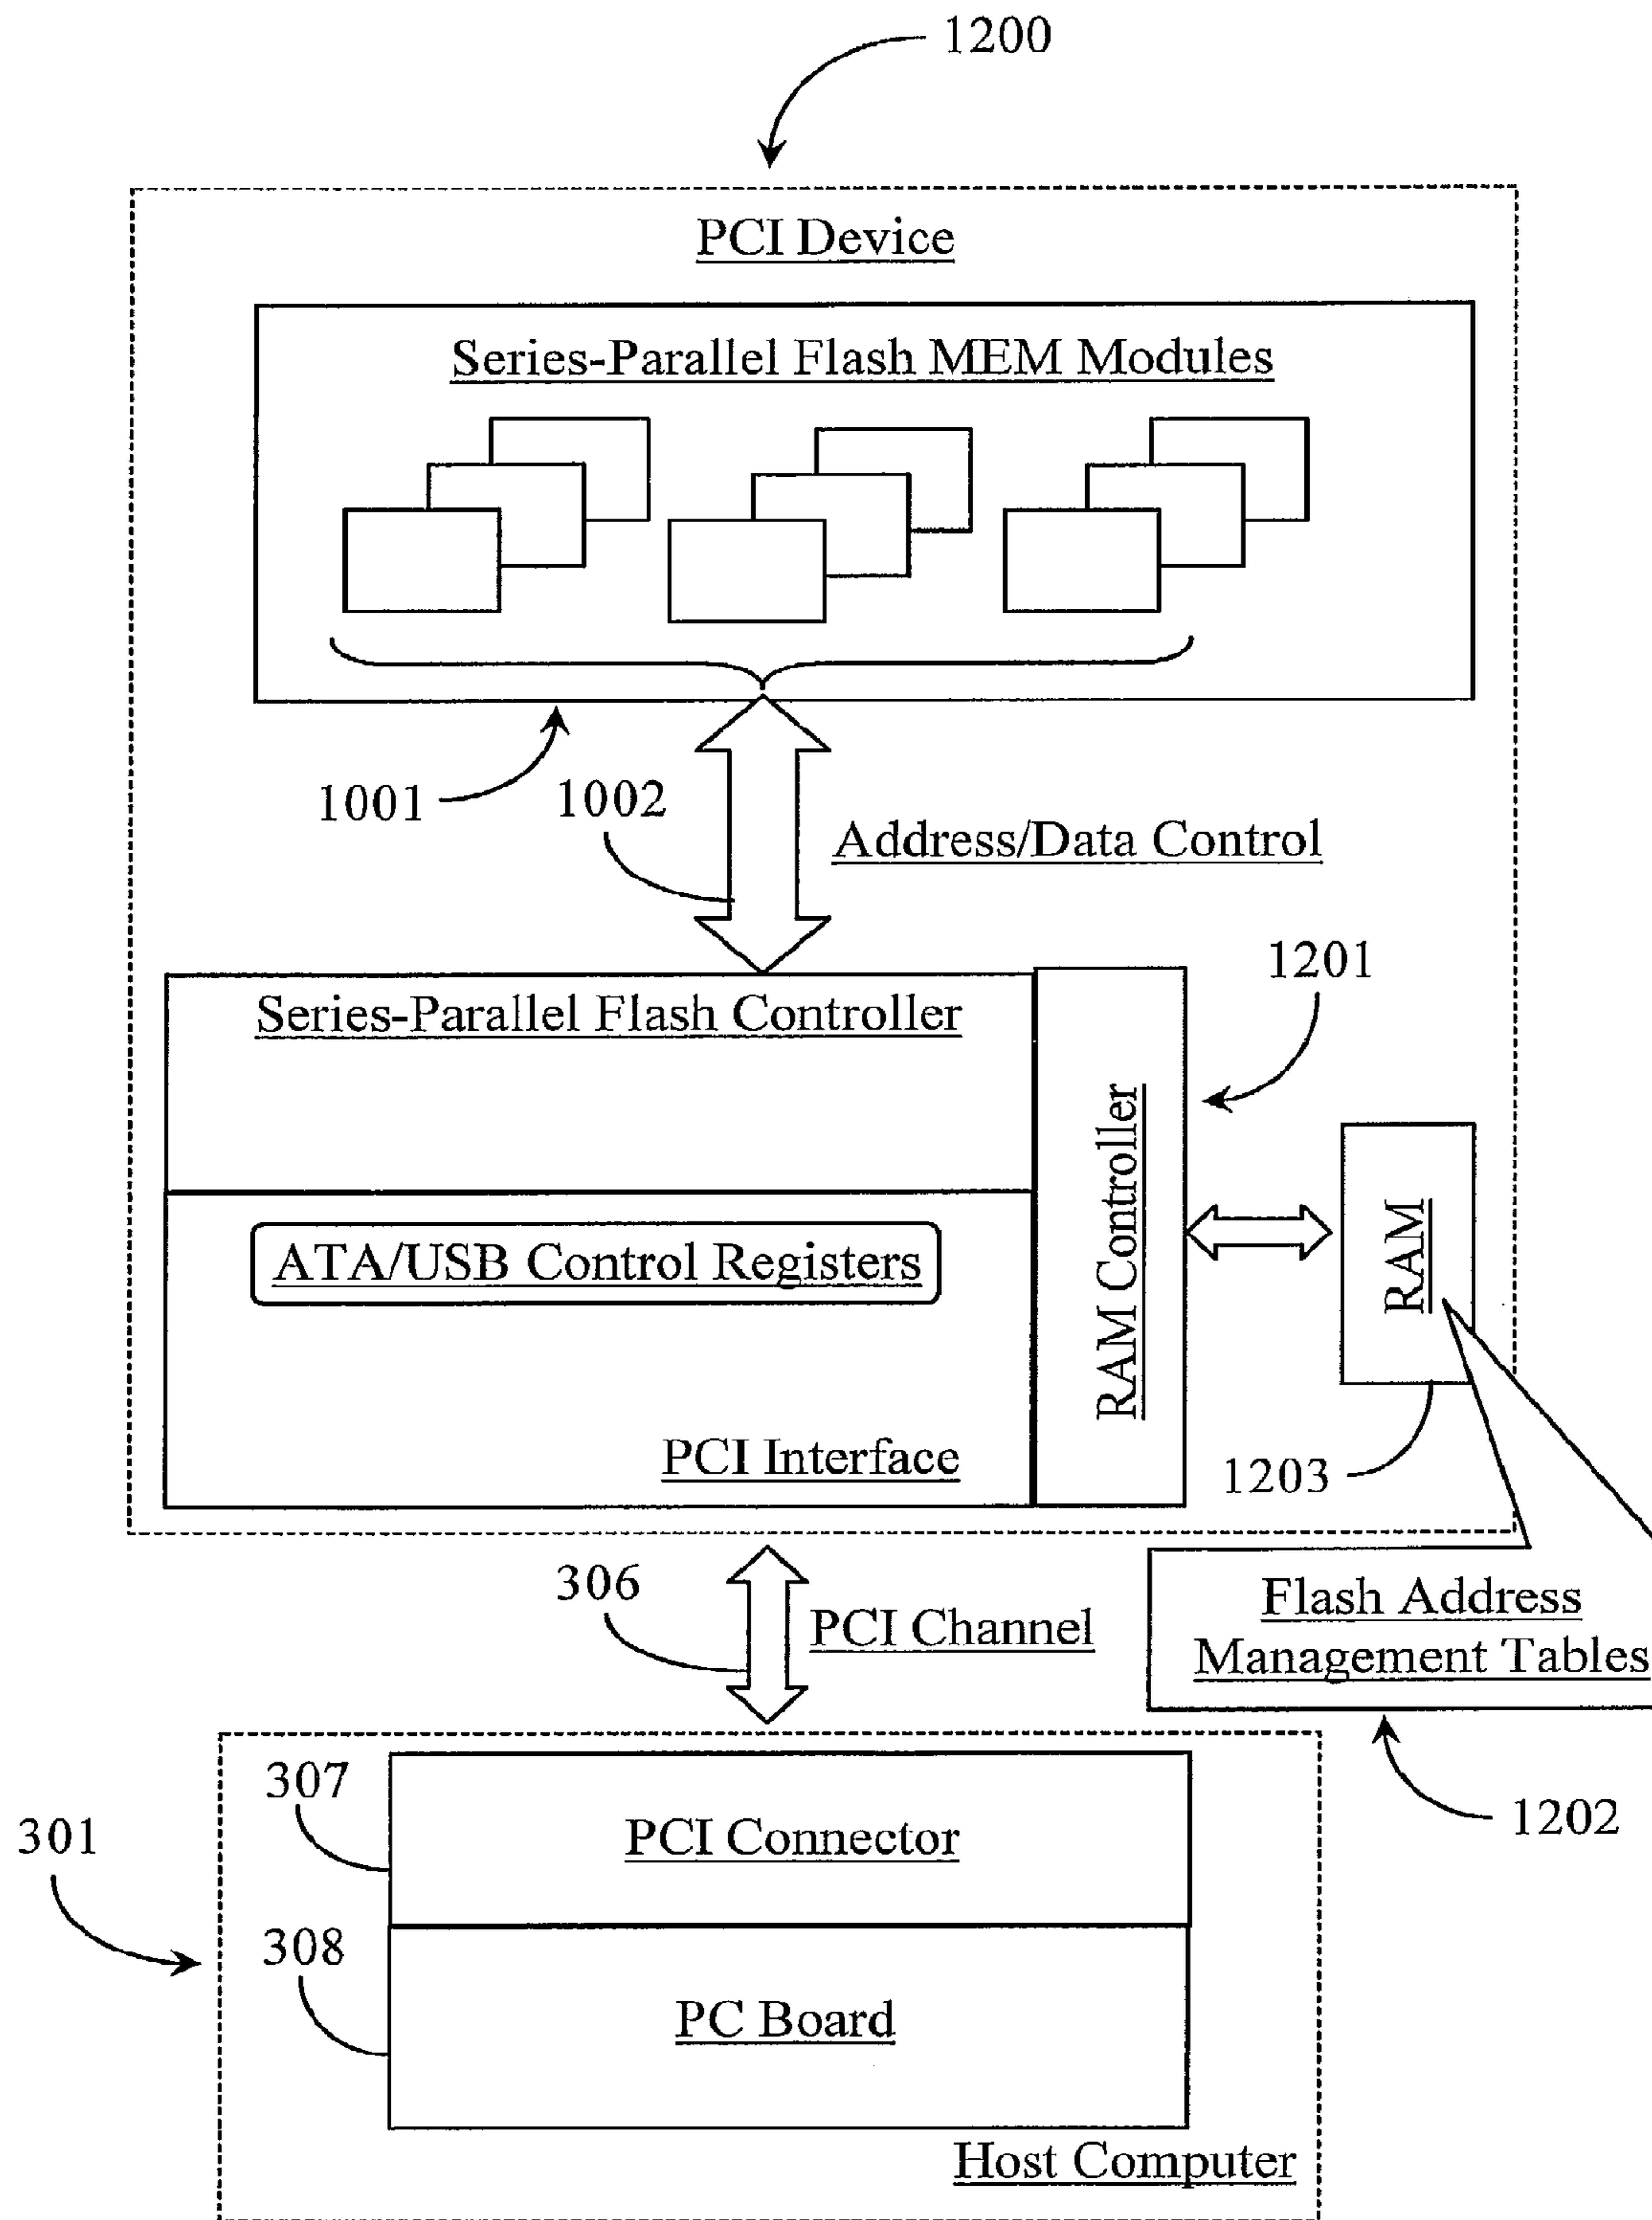 1200
PCI Device
Series-Parallel Flash MEM Modules
1001
1002
Address/Data Control
1201
Series-Parallel Flash Controller
RAM Controller
RAM
ATA/USB Control Registers
PCI Interface
1203
306
PCI Channel
Flash Address
Management Tables
1202
307
PCI Connector
301
308
PC Board
Host Computer